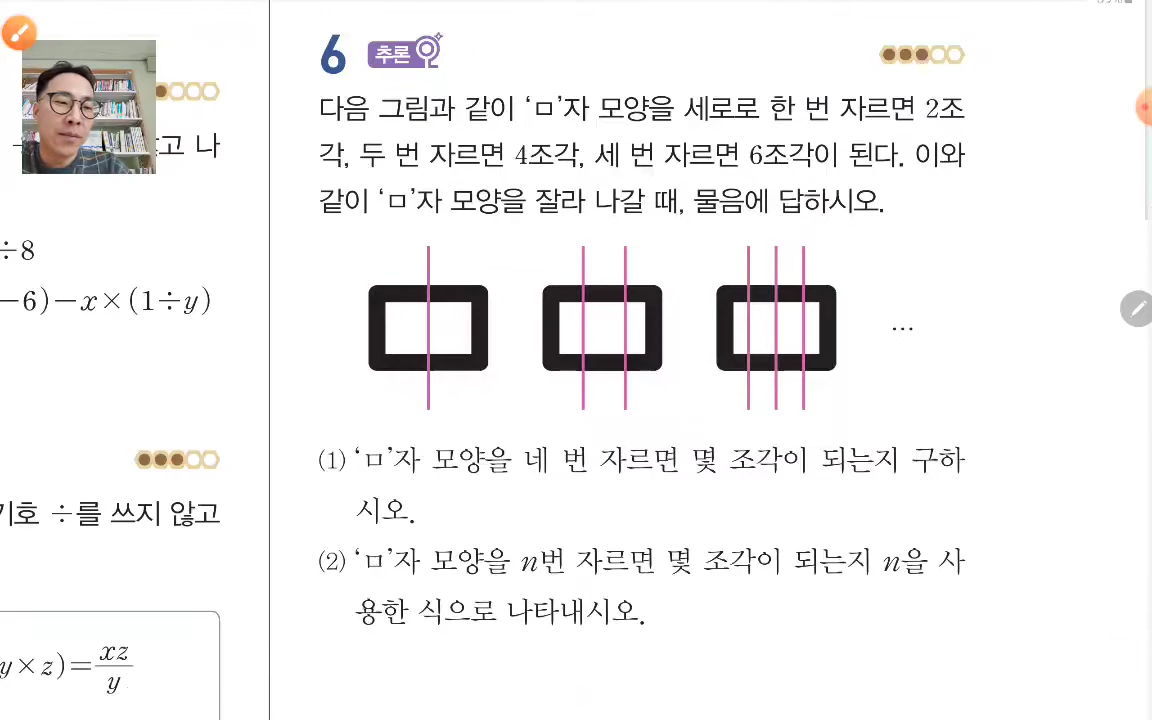 고 나
÷8
−6)−x×(1÷y)
기호 ÷를 쓰지 않고
y×z)=xz/y
6 추론
다음 그림과 같이 ‘ㅁ’자 모양을 세로로 한 번 자르면 2조
각, 두 번 자르면 4조각, 세 번 자르면 6조각이 된다. 이와
같이 ‘ㅁ’자 모양을 잘라 나갈 때, 물음에 답하시오.
...
(1) ‘ㅁ’자 모양을 네 번 자르면 몇 조각이 되는지 구하
시오.
(2) ‘ㅁ’자 모양을 n번 자르면 몇 조각이 되는지 n을 사
용한 식으로 나타내시오.